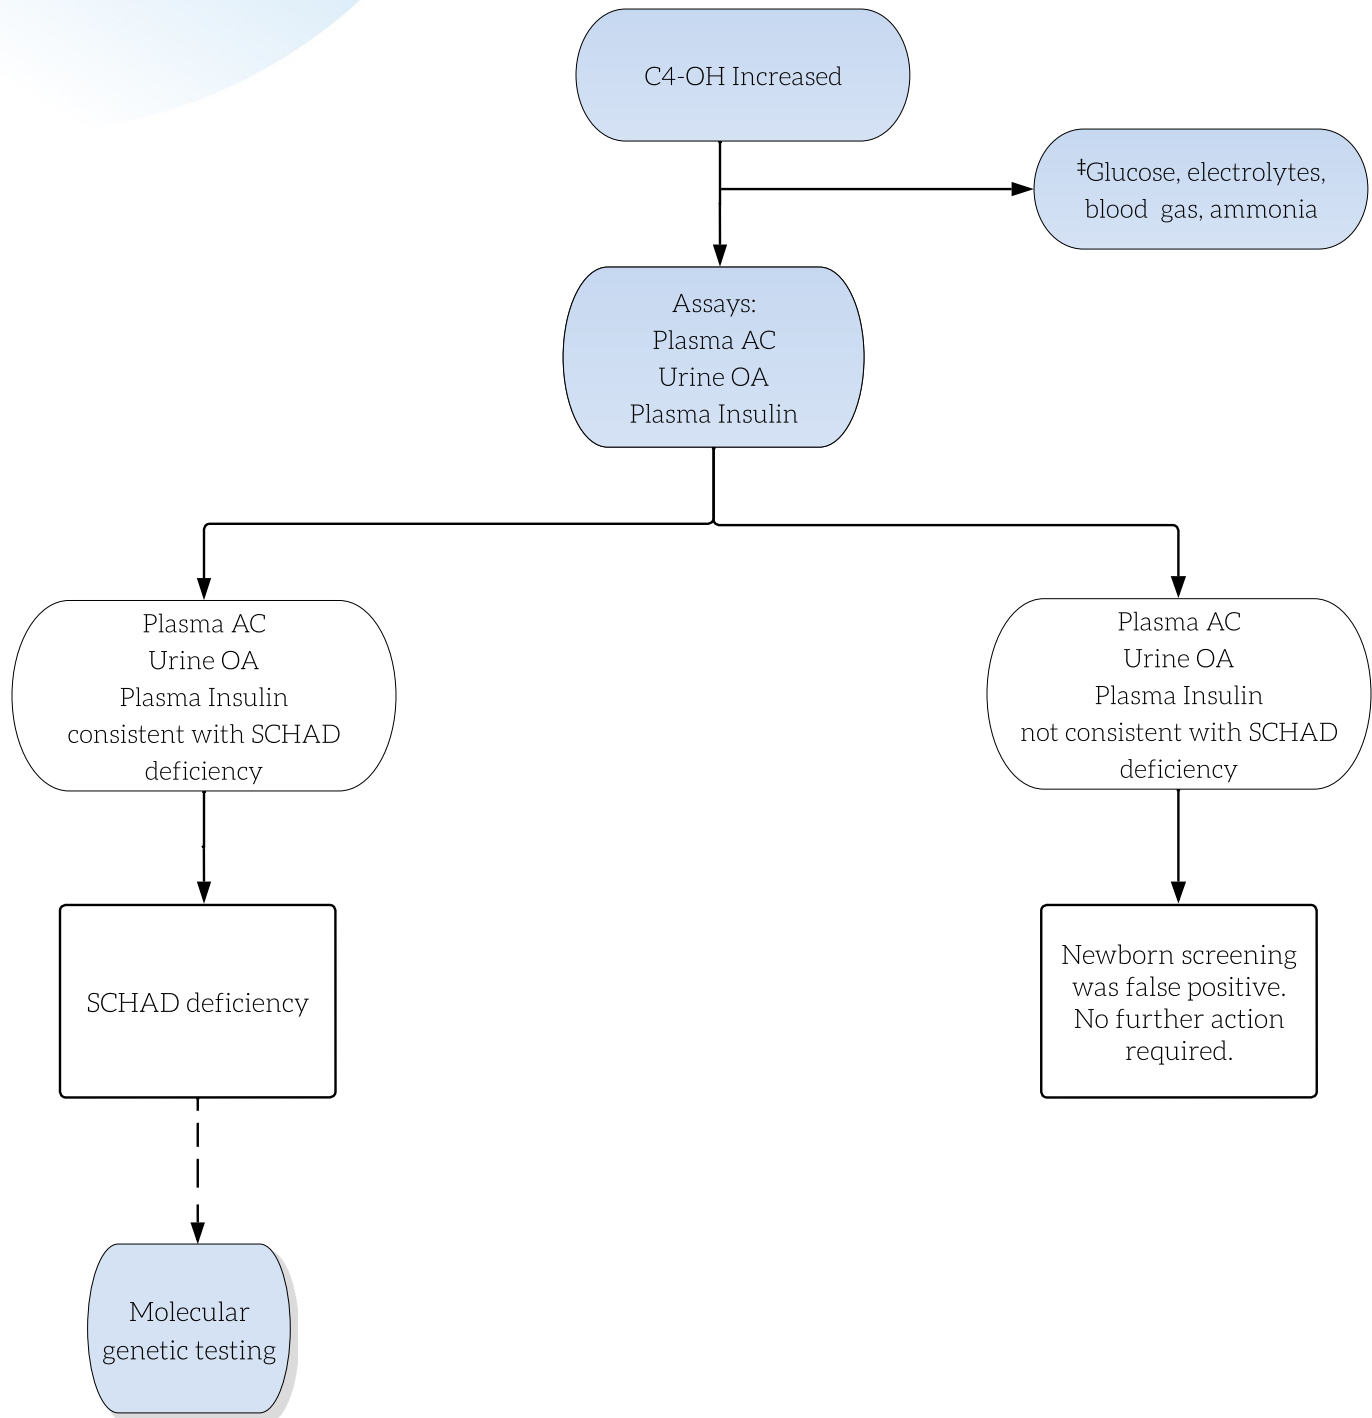 C4-OH Increased
‡Glucose, electrolytes,
blood gas, ammonia
Assays:
Plasma AC
Urine OA
Plasma Insulin
Plasma AC
Urine OA
Plasma Insulin
consistent with SCHAD
deficiency
Plasma AC
Urine OA
Plasma Insulin
not consistent with SCHAD
deficiency
SCHAD deficiency
Newborn screening
was false positive.
No further action
required.
Molecular
genetic testing